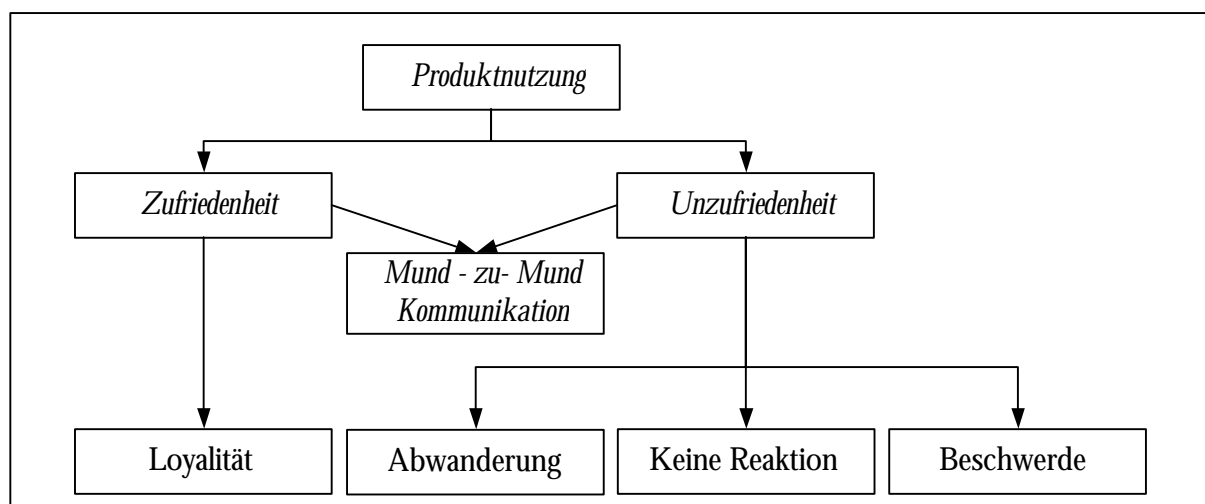 Produktnutzung
Zufriedenheit
Unzufriedenheit
Mund - zu- Mund
Kommunikation
Loyalität
Abwanderung
Keine Reaktion
Beschwerde